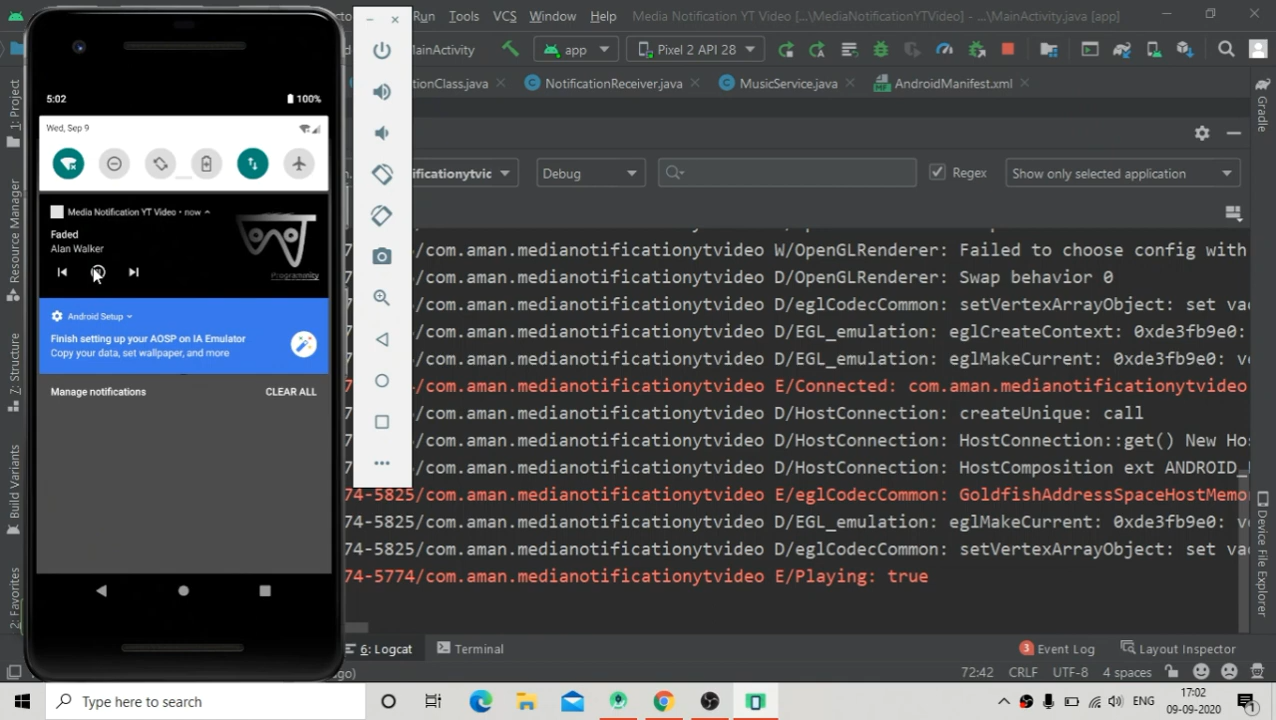 Run Tools VCS Window Help Media Notification YT Video [...\MediaNotificationYTVideo] - ...\MainActivity.java [app]
MainActivity app Pixel 2 API 28
tionClass.java NotificationReceiver.java MusicService.java AndroidManifest.xml
ificationytvic Debug Regex Show only selected application
com.aman.medianotificationytvideo W/OpenGLRenderer: Failed to choose config with
com.aman.medianotificationytvideo D/OpenGLRenderer: Swap behavior 0
com.aman.medianotificationytvideo D/eglCodecCommon: setVertexArrayObject: set va
com.aman.medianotificationytvideo D/EGL_emulation: eglCreateContext: 0xde3fb9e0:
com.aman.medianotificationytvideo D/EGL_emulation: eglMakeCurrent: 0xde3fb9e0: ve
com.aman.medianotificationytvideo E/Connected: com.aman.medianotificationytvideo
com.aman.medianotificationytvideo D/HostConnection: createUnique: call
com.aman.medianotificationytvideo D/HostConnection: HostConnection::get() New Hos
com.aman.medianotificationytvideo D/HostConnection: HostComposition ext ANDROID_
74-5825/com.aman.medianotificationytvideo E/eglCodecCommon: GoldfishAddressSpaceHostMemo
74-5825/com.aman.medianotificationytvideo D/EGL_emulation: eglMakeCurrent: 0xde3fb9e0: ve
74-5825/com.aman.medianotificationytvideo D/eglCodecCommon: setVertexArrayObject: set va
74-5774/com.aman.medianotificationytvideo E/Playing: true
5:02 100%
Wed, Sep 9
Media Notification YT Video • now
Faded
Alan Walker
Programinity
Android Setup
Finish setting up your AOSP on IA Emulator
Copy your data, set wallpaper, and more
Manage notifications CLEAR ALL
1: Project
Resource Manager
7: Structure
Build Variants
2: Favorites
Gradle
Device File Explorer
6: Logcat Terminal 3 Event Log Layout Inspector
go) 72:42 CRLF UTF-8 4 spaces
Type here to search ENG 17:02
09-09-2020 1